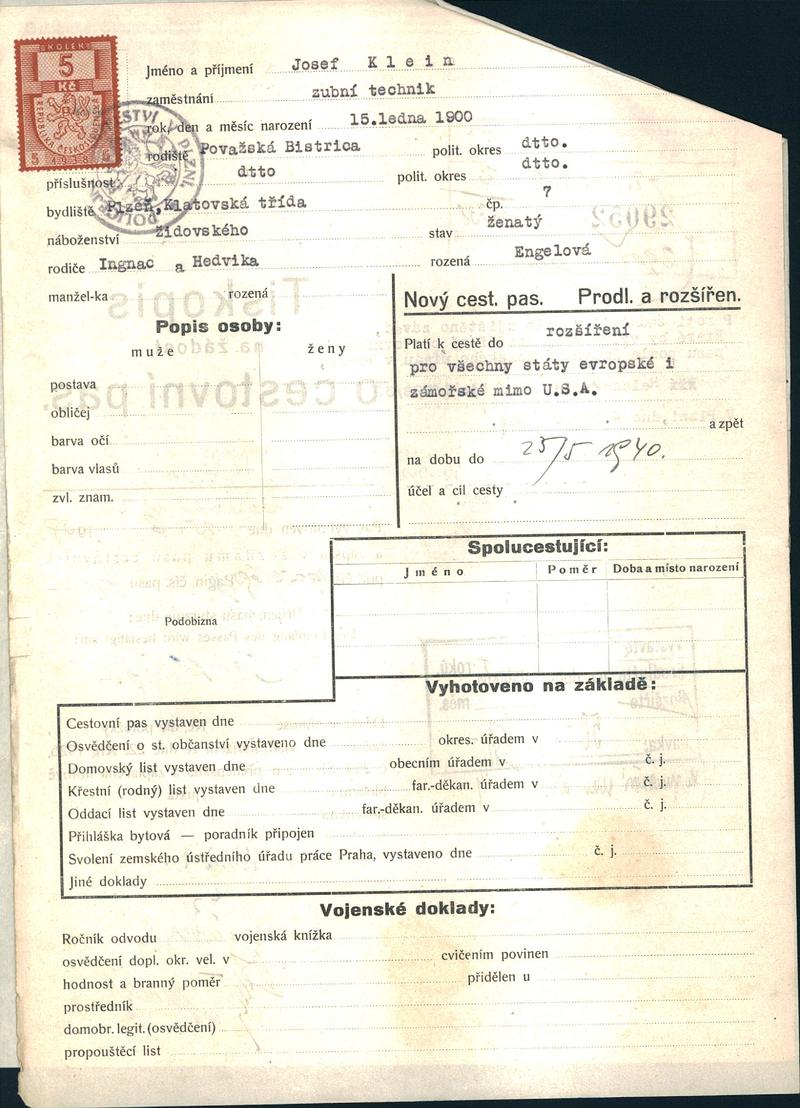 KOLEK
5
Kč
REPUBLIKA ČESKOSLOVENSKÁ
5 1938
Jméno a příjmení Josef Klein
zaměstnání zubní technik
rok, den a měsíc narození 15.ledna 1900
rodiště Považská Bistrica polit. okres dtto.
příslušnost dtto polit. okres dtto.
bydliště Plzeň,Klatovská třída čp. 7
náboženství židovského stav ženatý
rodiče Ingnac a Hedvika rozená Engelová
manžel-ka rozená
Nový cest. pas. Prodl. a rozšířen.
Popis osoby:
muže ženy
postava
obličej
barva očí
barva vlasů
zvl. znam.
Platí k cestě do rozšíření
pro všechny státy evropské i
zámořské mimo U.S.A.
a zpět
na dobu do 25/5 1940.
účel a cíl cesty
Podobizna
Spolucestující:
Jméno Poměr Doba a místo narození
Vyhotoveno na základě:
Cestovní pas vystaven dne
Osvědčení o st. občanství vystaveno dne okres. úřadem v
Domovský list vystaven dne obecním úřadem v č. j.
Křestní (rodný) list vystaven dne far.-děkan. úřadem v č. j.
Oddací list vystaven dne far.-děkan. úřadem v č. j.
Přihláška bytová — poradník připojen
Svolení zemského ústředního úřadu práce Praha, vystaveno dne č. j.
Jiné doklady
Vojenské doklady:
Ročník odvodu vojenská knížka
osvědčení dopl. okr. vel. v cvičením povinen
hodnost a branný poměr přidělen u
prostředník
domobr. legit. (osvědčení)
propouštěcí list